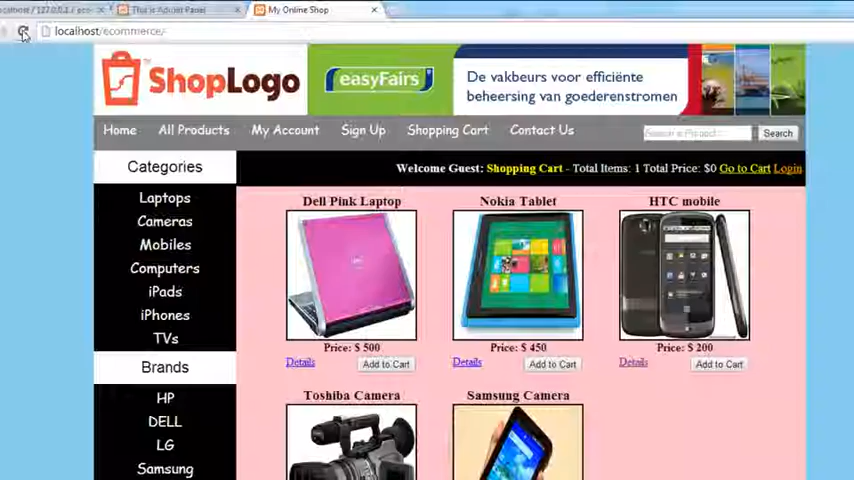 This is Admin Panel
My Online Shop
localhost/ecommerce/
ShopLogo
easyFairs
De vakbeurs voor efficiënte
beheersing van goederenstromen
Home All Products My Account Sign Up Shopping Cart Contact Us
Search a Product Search
Categories
Welcome Guest: Shopping Cart - Total Items: 1 Total Price: $0 Go to Cart Login
Laptops
Cameras
Mobiles
Computers
iPads
iPhones
TVs
Brands
HP
DELL
LG
Samsung
Dell Pink Laptop Nokia Tablet HTC mobile
Price: $ 500 Price: $ 450 Price: $ 200
Details Add to Cart Details Add to Cart Details Add to Cart
Toshiba Camera Samsung Camera